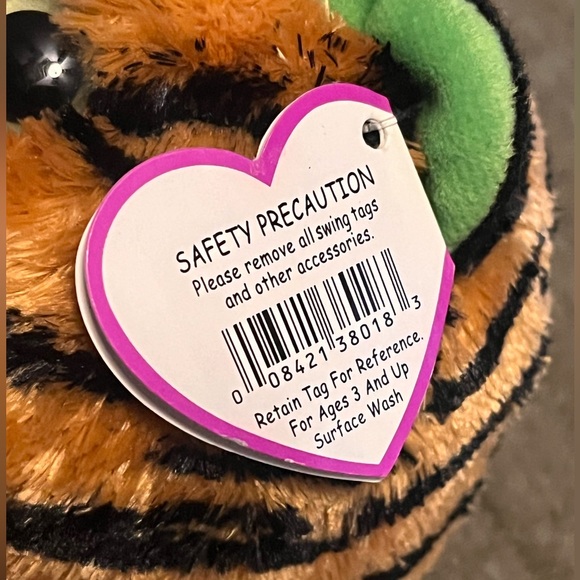 SAFETY PRECAUTION
Please remove all swing tags
and other accessories.
0 08421 38018 3
Retain Tag For Reference.
For Ages 3 And Up
Surface Wash